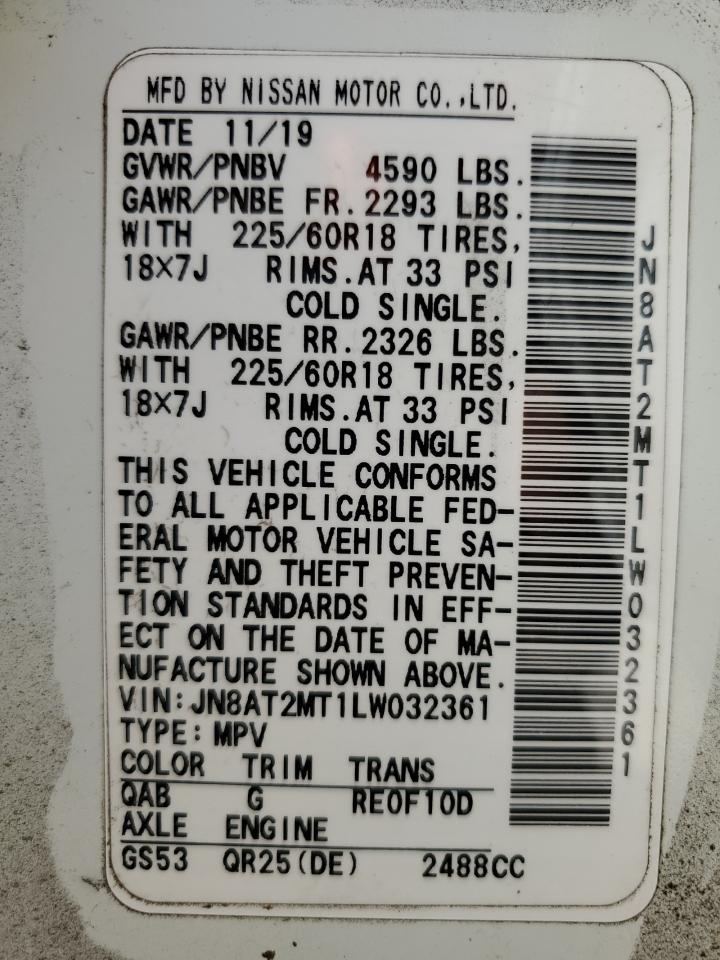 MFD BY NISSAN MOTOR CO.,LTD.
DATE 11/19
GVWR/PNBV 4590 LBS.
GAWR/PNBE FR.2293 LBS.
WITH 225/60R18 TIRES,
18X7J RIMS.AT 33 PSI
COLD SINGLE.
GAWR/PNBE RR.2326 LBS.
WITH 225/60R18 TIRES,
18X7J RIMS.AT 33 PSI
COLD SINGLE.
THIS VEHICLE CONFORMS
TO ALL APPLICABLE FED-
ERAL MOTOR VEHICLE SA-
FETY AND THEFT PREVEN-
TION STANDARDS IN EFF-
ECT ON THE DATE OF MA-
NUFACTURE SHOWN ABOVE.
VIN:JN8AT2MT1LW032361
TYPE:MPV
COLOR TRIM TRANS
QAB G RE0F10D
AXLE ENGINE
GS53 QR25(DE) 2488CC
JN8AT2MT1LW032361